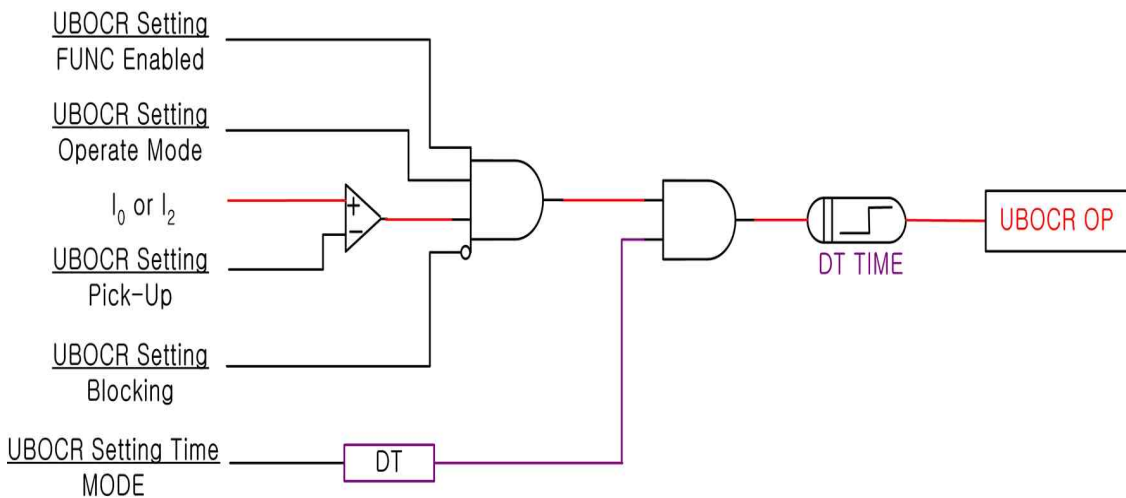 UBOCR Setting
FUNC Enabled
UBOCR Setting
Operate Mode
I0 or I2
+
−
UBOCR Setting
Pick-Up
UBOCR Setting
Blocking
UBOCR Setting Time
MODE
DT
DT TIME
UBOCR OP